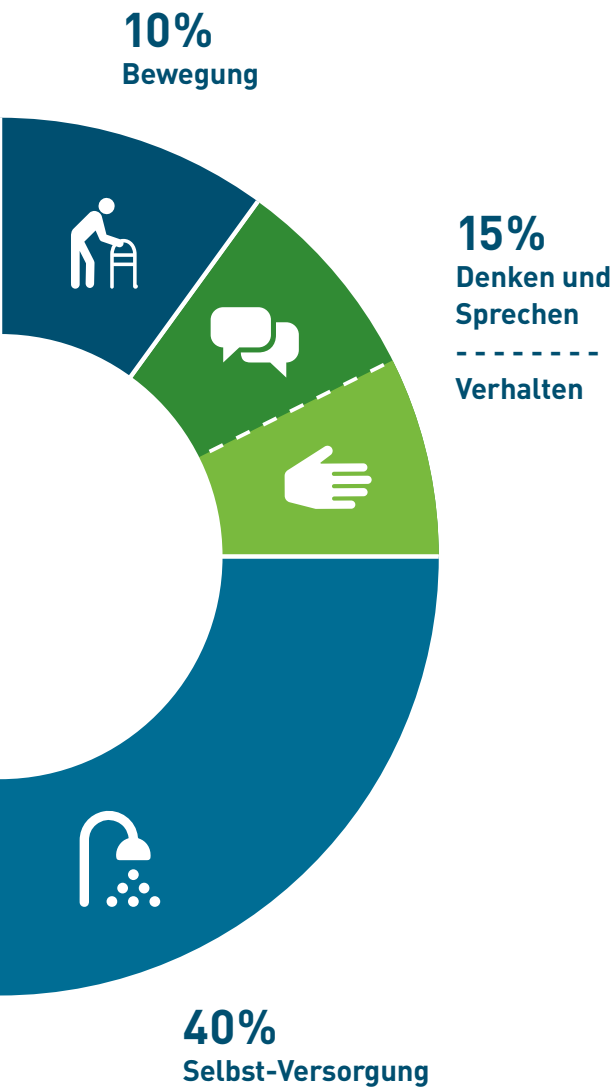 10%
Bewegung
15%
Denken und
Sprechen
Verhalten
40%
Selbst-Versorgung